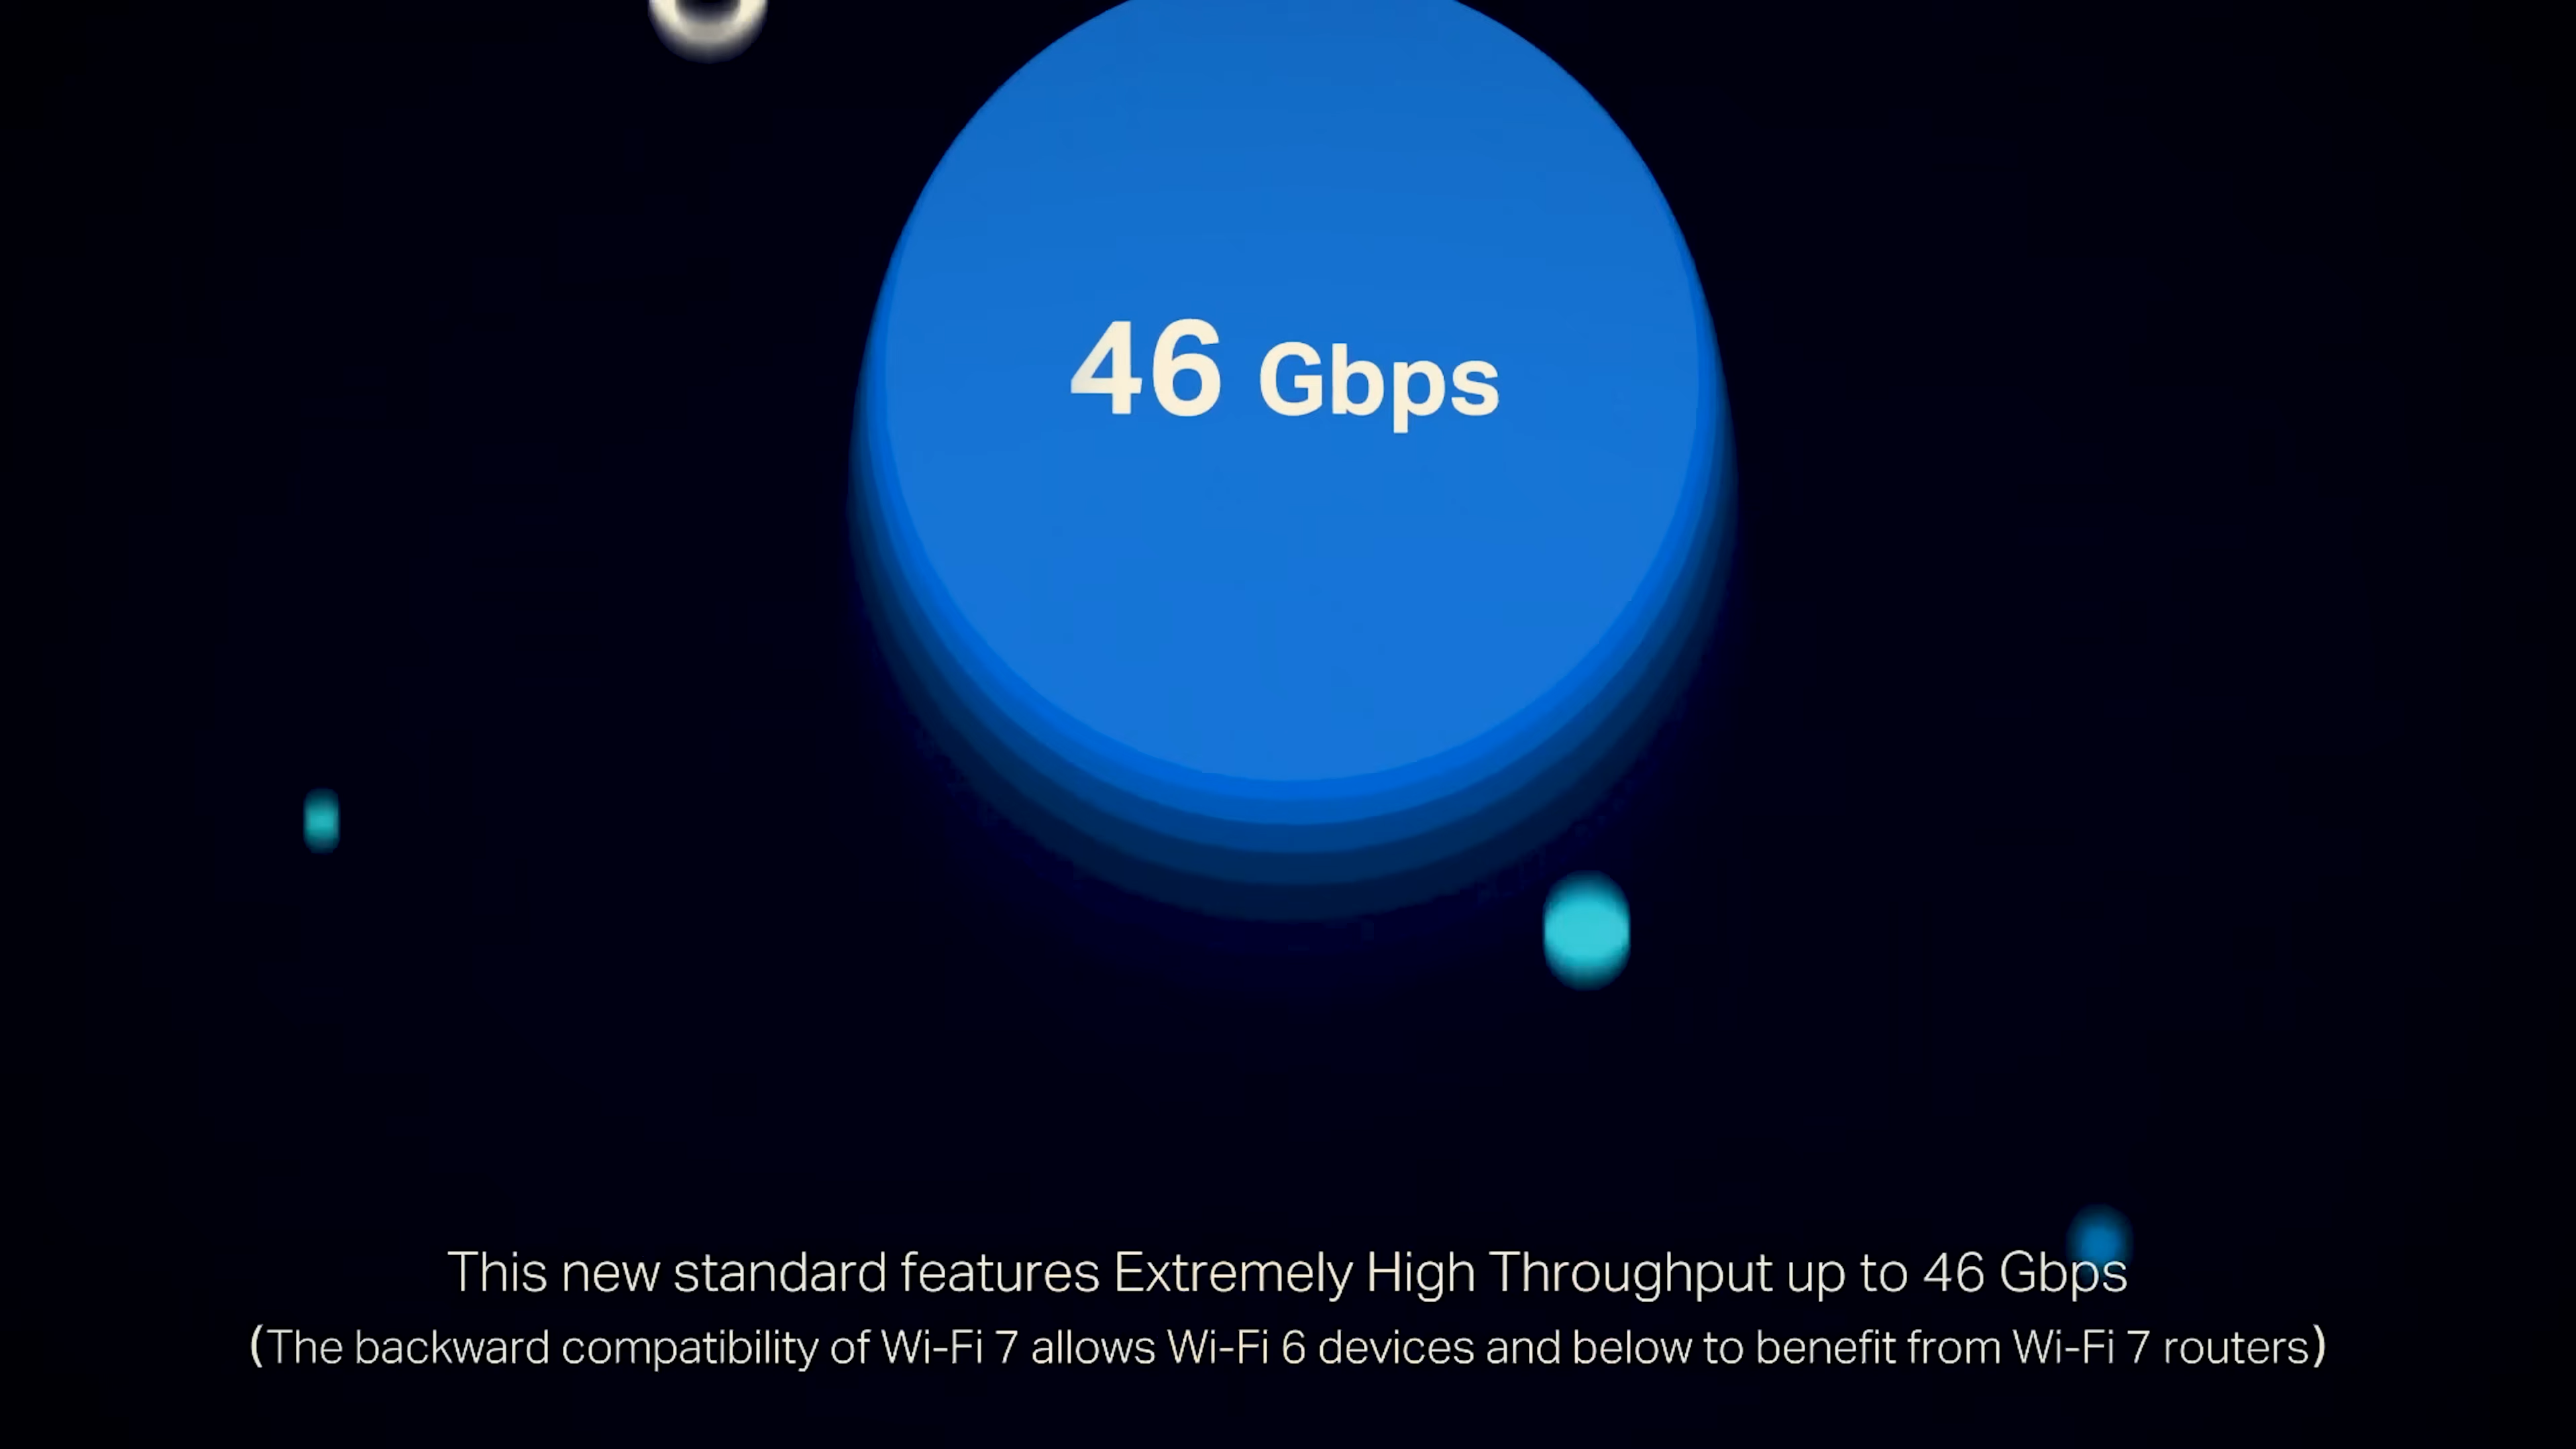 46 Gbps
This new standard features Extremely High Throughput up to 46 Gbps
(The backward compatibility of Wi-Fi 7 allows Wi-Fi 6 devices and below to benefit from Wi-Fi 7 routers)